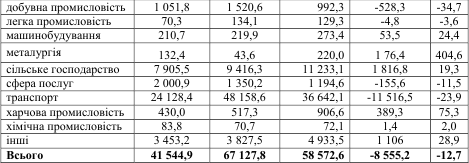 добувна промисловість 1 051,8 1 520,6 992,3 -528,3 -34,7
легка промисловість 70,3 134,1 129,3 -4,8 -3,6
машинобудування 210,7 219,9 273,4 53,5 24,4
металургія 132,4 43,6 220,0 1 76,4 404,6
сільське господарство 7 905,5 9 416,3 11 233,1 1 816,8 19,3
сфера послуг 2 000,9 1 350,2 1 194,6 -155,6 -11,5
транспорт 24 128,4 48 158,6 36 642,1 -11 516,5 -23,9
харчова промисловість 430,0 517,3 906,6 389,3 75,3
хімічна промисловість 83,8 70,7 72,1 1,4 2,0
інші 3 453,2 3 827,5 4 933,5 1 106 28,9
Всього 41 544,9 67 127,8 58 572,6 -8 555,2 -12,7